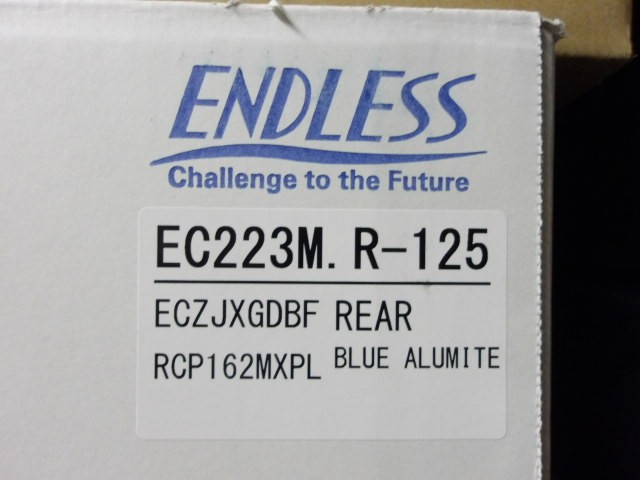 ENDLESS
Challenge to the Future
EC223M. R-125
ECZJXGDBF REAR
RCP162MXPL BLUE ALUMITE